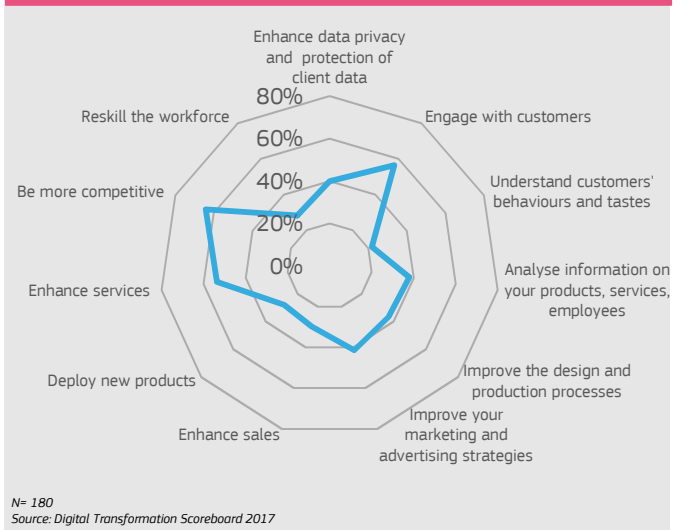 Enhance data privacy
and protection of
client data
80%
60%
40%
20%
0%
Engage with customers
Understand customers'
behaviours and tastes
Analyse information on
your products, services,
employees
Improve the design and
production processes
Improve your
marketing and
advertising strategies
Enhance sales
Deploy new products
Enhance services
Be more competitive
Reskill the workforce
N= 180
Source: Digital Transformation Scoreboard 2017